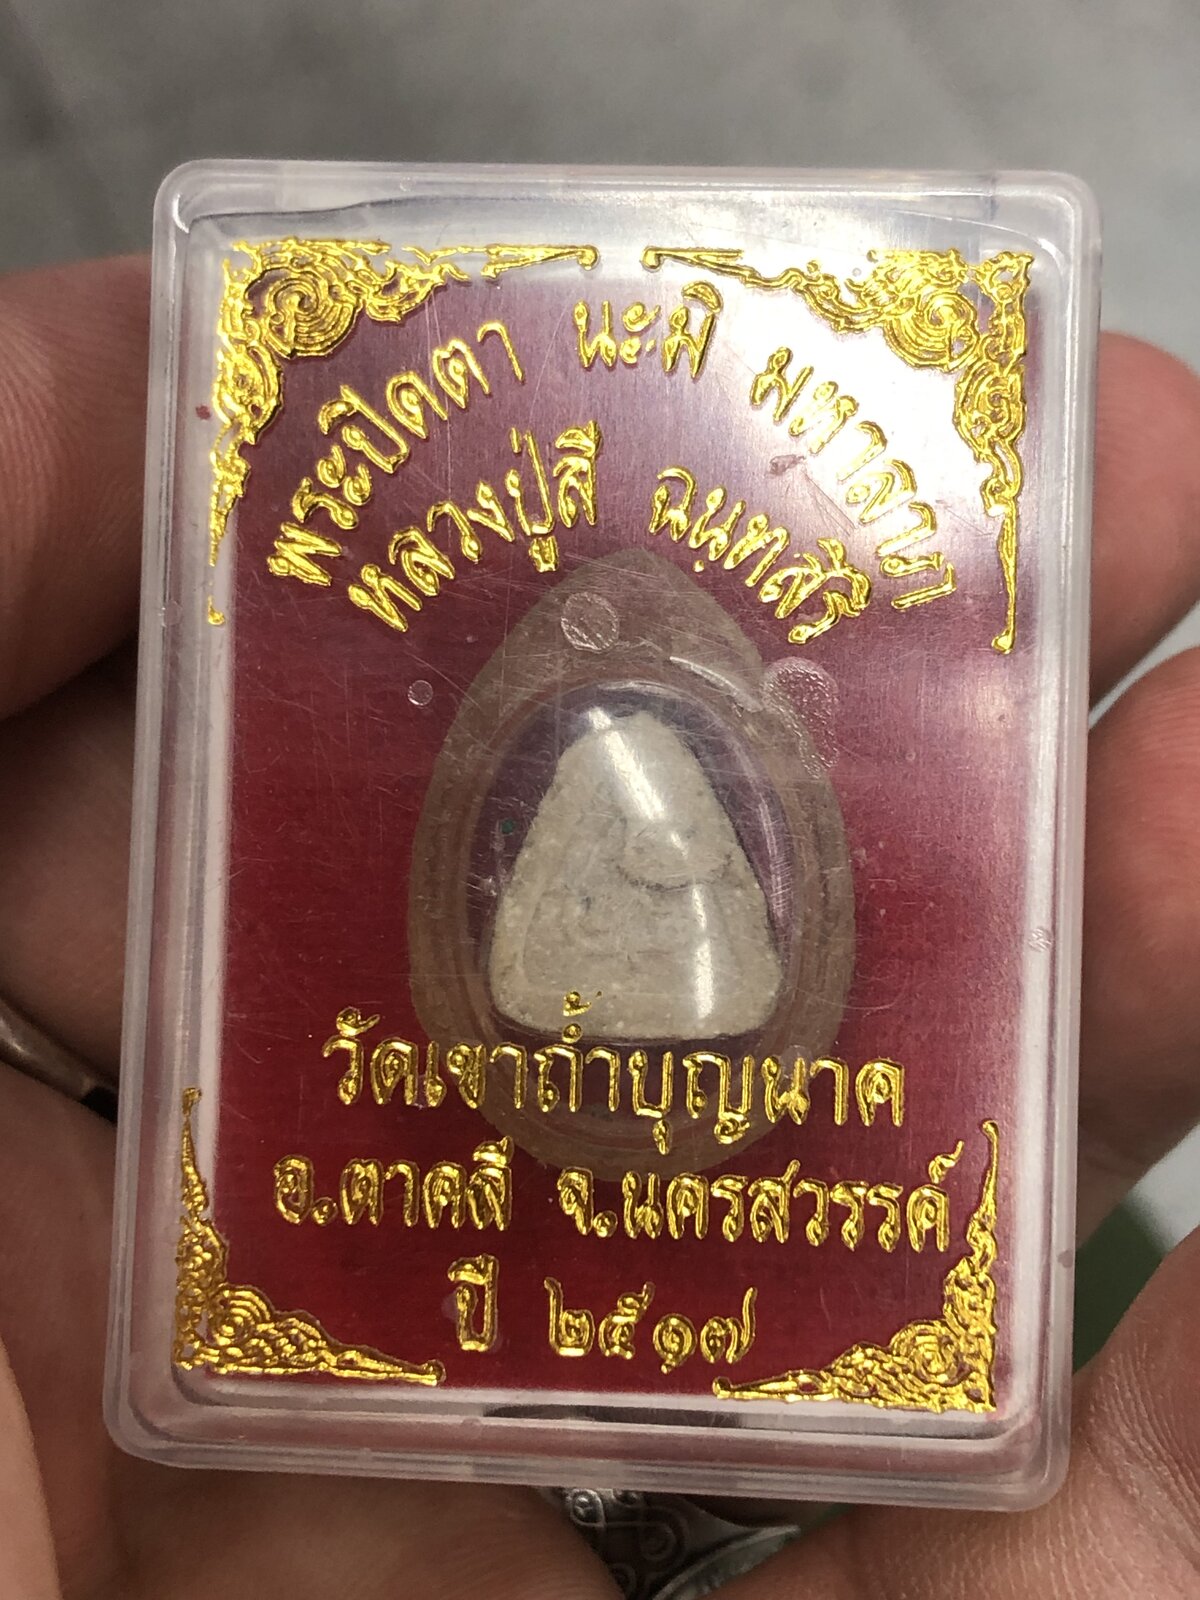 พระปิดตา นะมิ มหาลาภ
หลวงปู่สี ฉนฺทสิริ
วัดเขาถ้ำบุญนาค
อ.ตาคลี จ.นครสวรรค์
ปี ๒๕๑๗